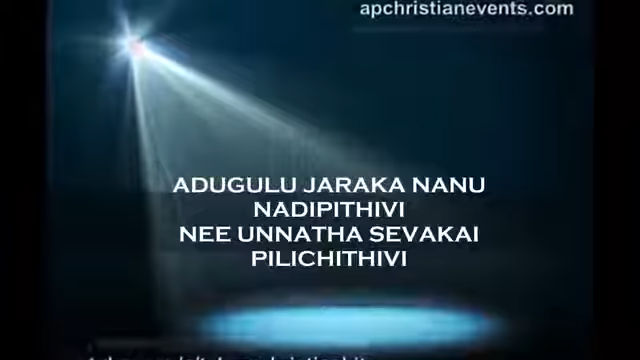 apchristianevents.com
ADUGULU JARAKA NANU
NADIPITHIVI
NEE UNNATHA SEVAKAI
PILICHITHIVI